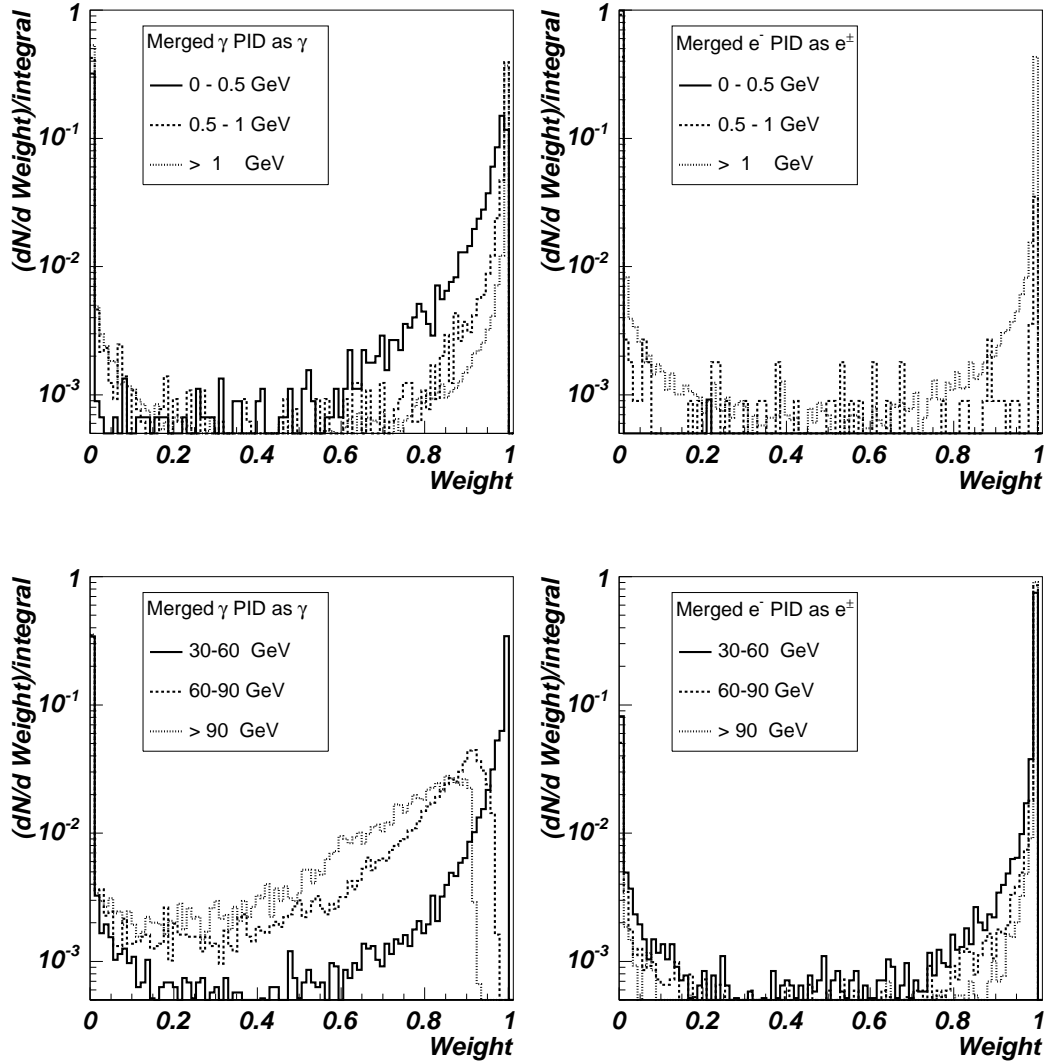 (dN/d Weight)/integral
1
10⁻¹
10⁻²
10⁻³
Merged γ PID as γ
0 - 0.5 GeV
0.5 - 1 GeV
> 1 GeV
0 0.2 0.4 0.6 0.8 1
Weight
(dN/d Weight)/integral
1
10⁻¹
10⁻²
10⁻³
Merged e⁻ PID as e±
0 - 0.5 GeV
0.5 - 1 GeV
> 1 GeV
0 0.2 0.4 0.6 0.8 1
Weight
(dN/d Weight)/integral
1
10⁻¹
10⁻²
10⁻³
Merged γ PID as γ
30-60 GeV
60-90 GeV
> 90 GeV
0 0.2 0.4 0.6 0.8 1
Weight
(dN/d Weight)/integral
1
10⁻¹
10⁻²
10⁻³
Merged e⁻ PID as e±
30-60 GeV
60-90 GeV
> 90 GeV
0 0.2 0.4 0.6 0.8 1
Weight